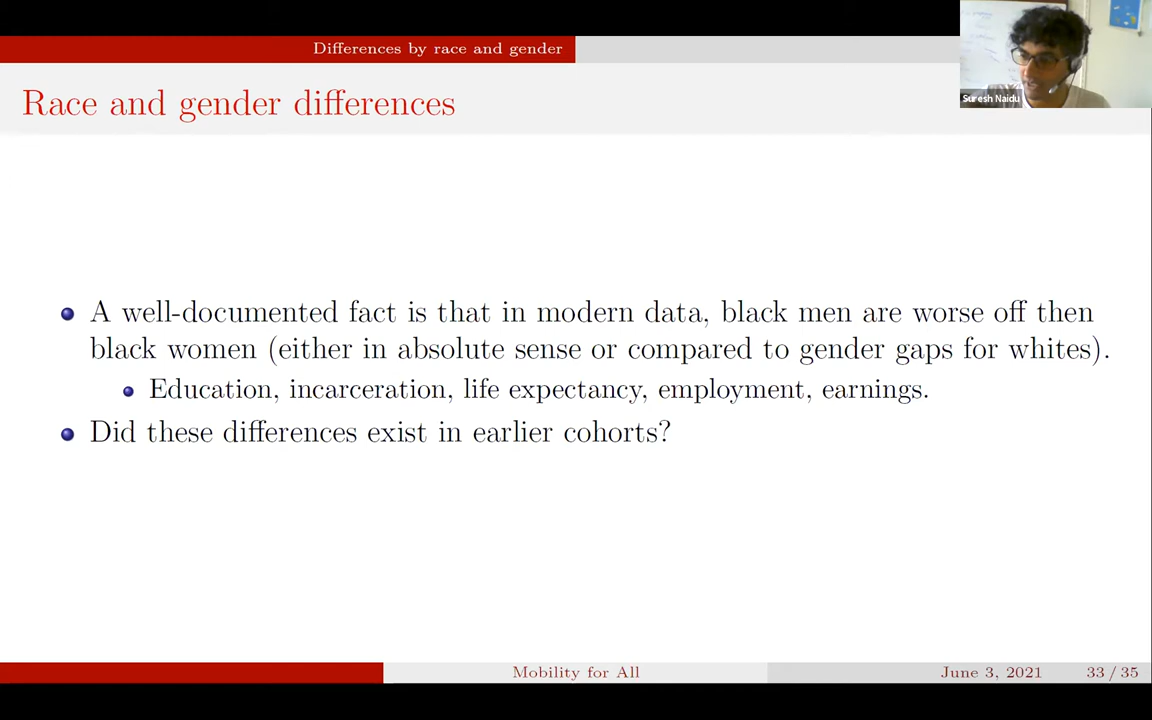 Differences by race and gender
Race and gender differences
Suresh Naidu
A well-documented fact is that in modern data, black men are worse off then
black women (either in absolute sense or compared to gender gaps for whites).
Education, incarceration, life expectancy, employment, earnings.
Did these differences exist in earlier cohorts?
Mobility for All
June 3, 2021
33 / 35